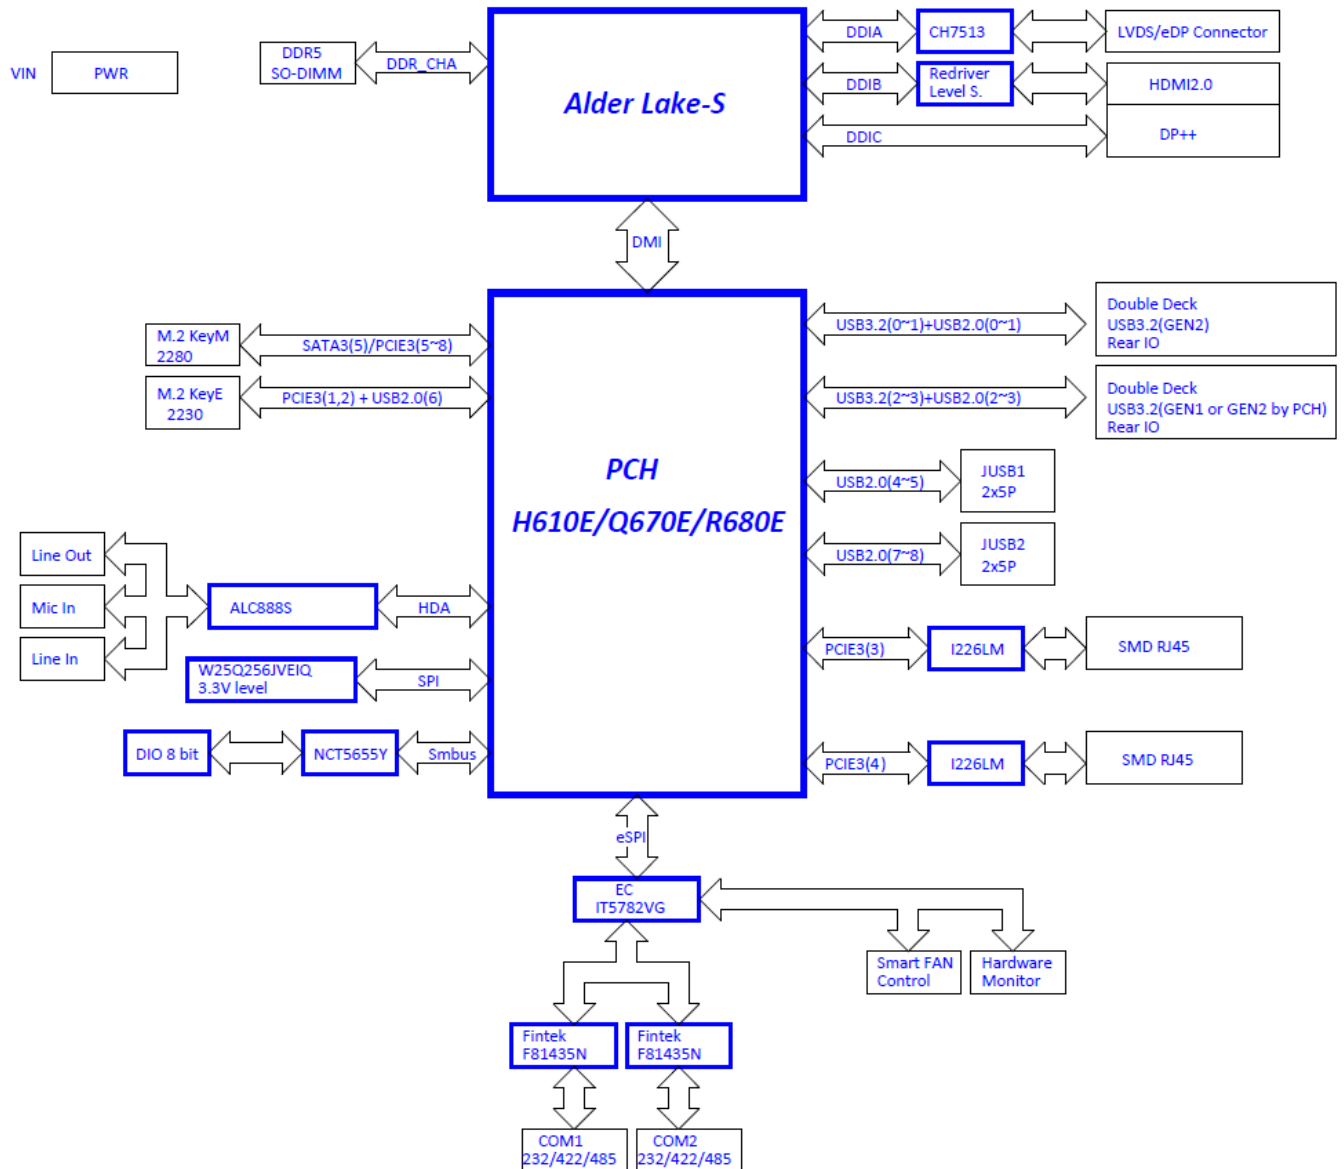 VIN
PWR
DDR5
SO-DIMM
DDR_CHA
Alder Lake-S
DDIA
CH7513
LVDS/eDP Connector
DDIB
Redriver
Level S.
HDMI2.0
DDIC
DP++
DMI
M.2 KeyM
2280
SATA3(5)/PCIE3(5~8)
M.2 KeyE
2230
PCIE3(1,2) + USB2.0(6)
PCH
H610E/Q670E/R680E
USB3.2(0~1)+USB2.0(0~1)
Double Deck
USB3.2(GEN2)
Rear IO
USB3.2(2~3)+USB2.0(2~3)
Double Deck
USB3.2(GEN1 or GEN2 by PCH)
Rear IO
USB2.0(4~5)
JUSB1
2x5P
USB2.0(7~8)
JUSB2
2x5P
Line Out
Mic In
Line In
ALC888S
HDA
W25Q256JVEIQ
3.3V level
SPI
DIO 8 bit
NCT5655Y
Smbus
PCIE3(3)
I226LM
SMD RJ45
PCIE3(4)
I226LM
SMD RJ45
eSPI
EC
IT5782VG
Smart FAN
Control
Hardware
Monitor
Fintek
F81435N
Fintek
F81435N
COM1
232/422/485
COM2
232/422/485